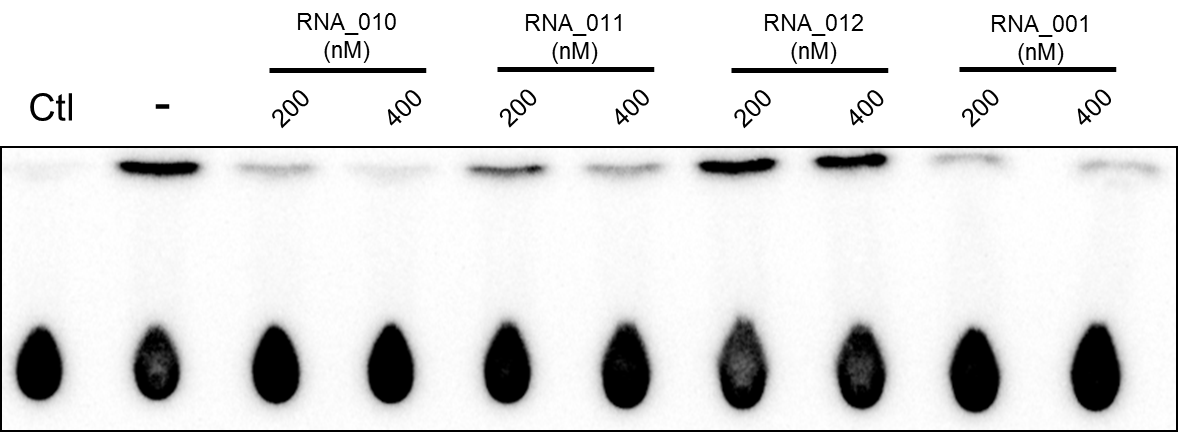 RNA_010 RNA_011 RNA_012 RNA_001
(nM) (nM) (nM) (nM)
Ctl - 200 400 200 400 200 400 200 400